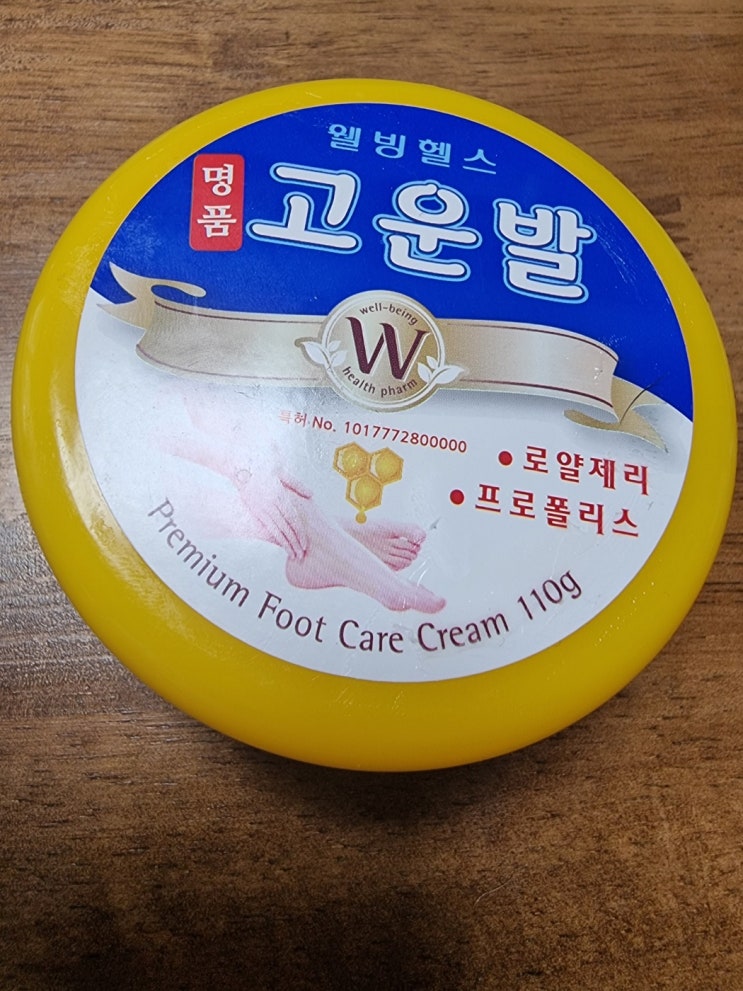 웰빙헬스
명품
고운발
well-being
W
health pharm
특허 No. 1017772800000
• 로얄제리
• 프로폴리스
Premium Foot Care Cream 110g